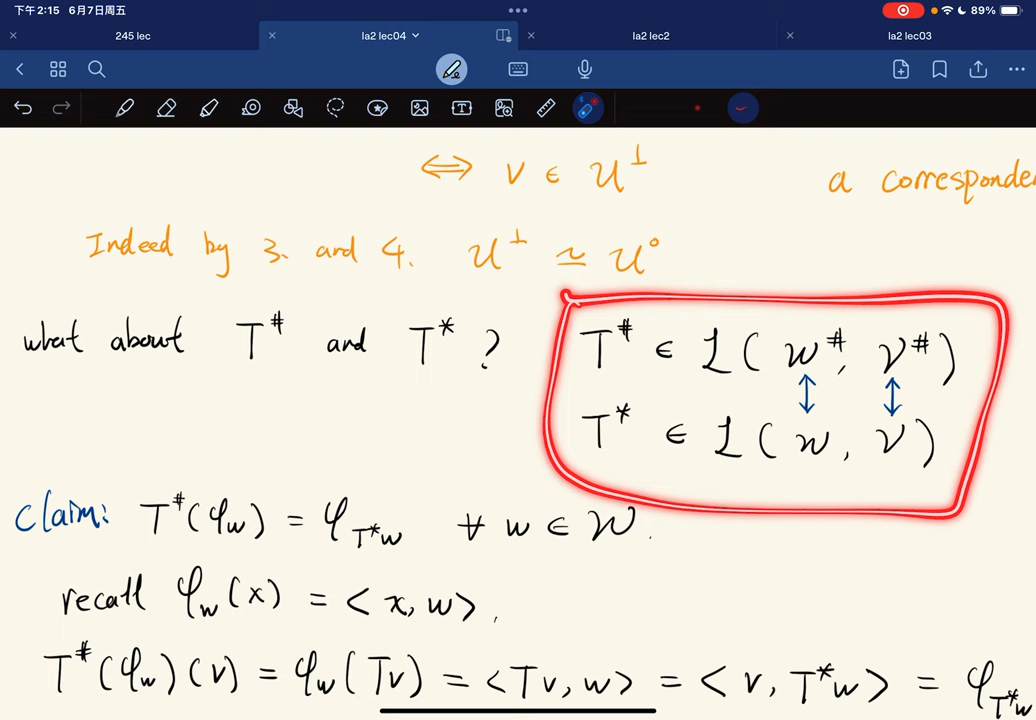 下午2:15 6月7日周五
89%
245 lec
la2 lec04
la2 lec2
la2 lec03
⟺ v ∈ U^⊥
a corresponde
Indeed by 3. and 4. U^⊥ ≃ U°
what about T^# and T^* ?
T^# ∈ L( W^#, V^#)
↕ ↕
T^* ∈ L( W, V)
Claim: T^#(φ_w) = φ_{T^*w} ∀ w ∈ W.
recall φ_w(x) = <x, w>,
T^#(φ_w)(v) = φ_w(Tv) = <Tv, w> = <v, T^*w> = φ_{T^*w}